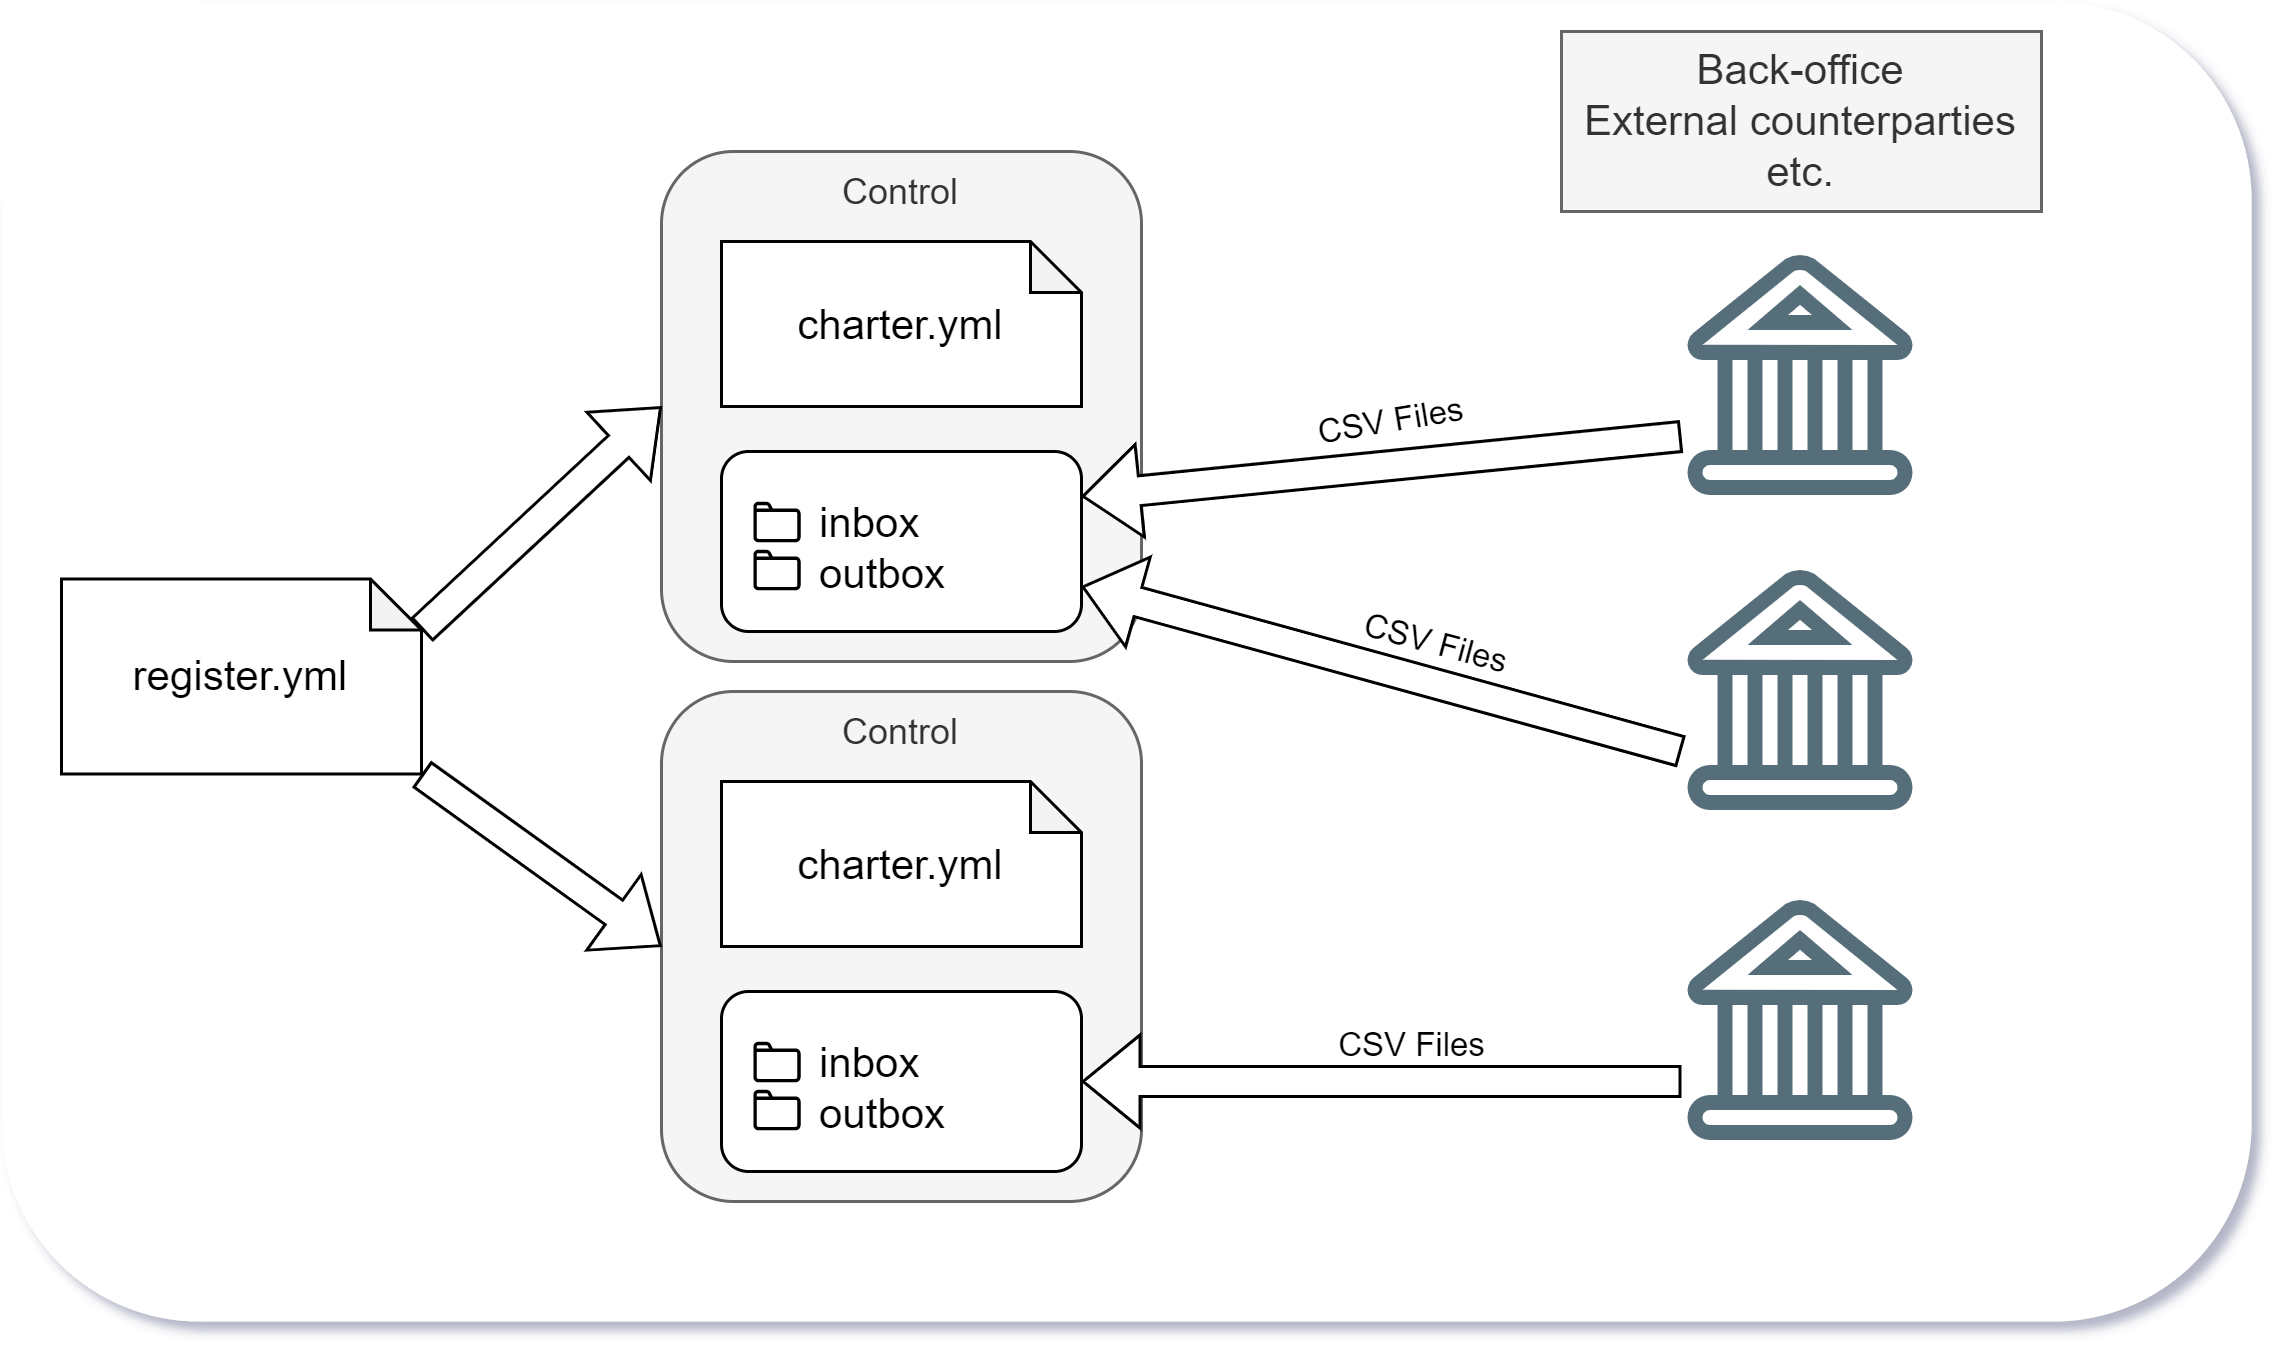 Back-office
External counterparties
etc.
Control
charter.yml
CSV Files
inbox
outbox
CSV Files
register.yml
Control
charter.yml
CSV Files
inbox
outbox